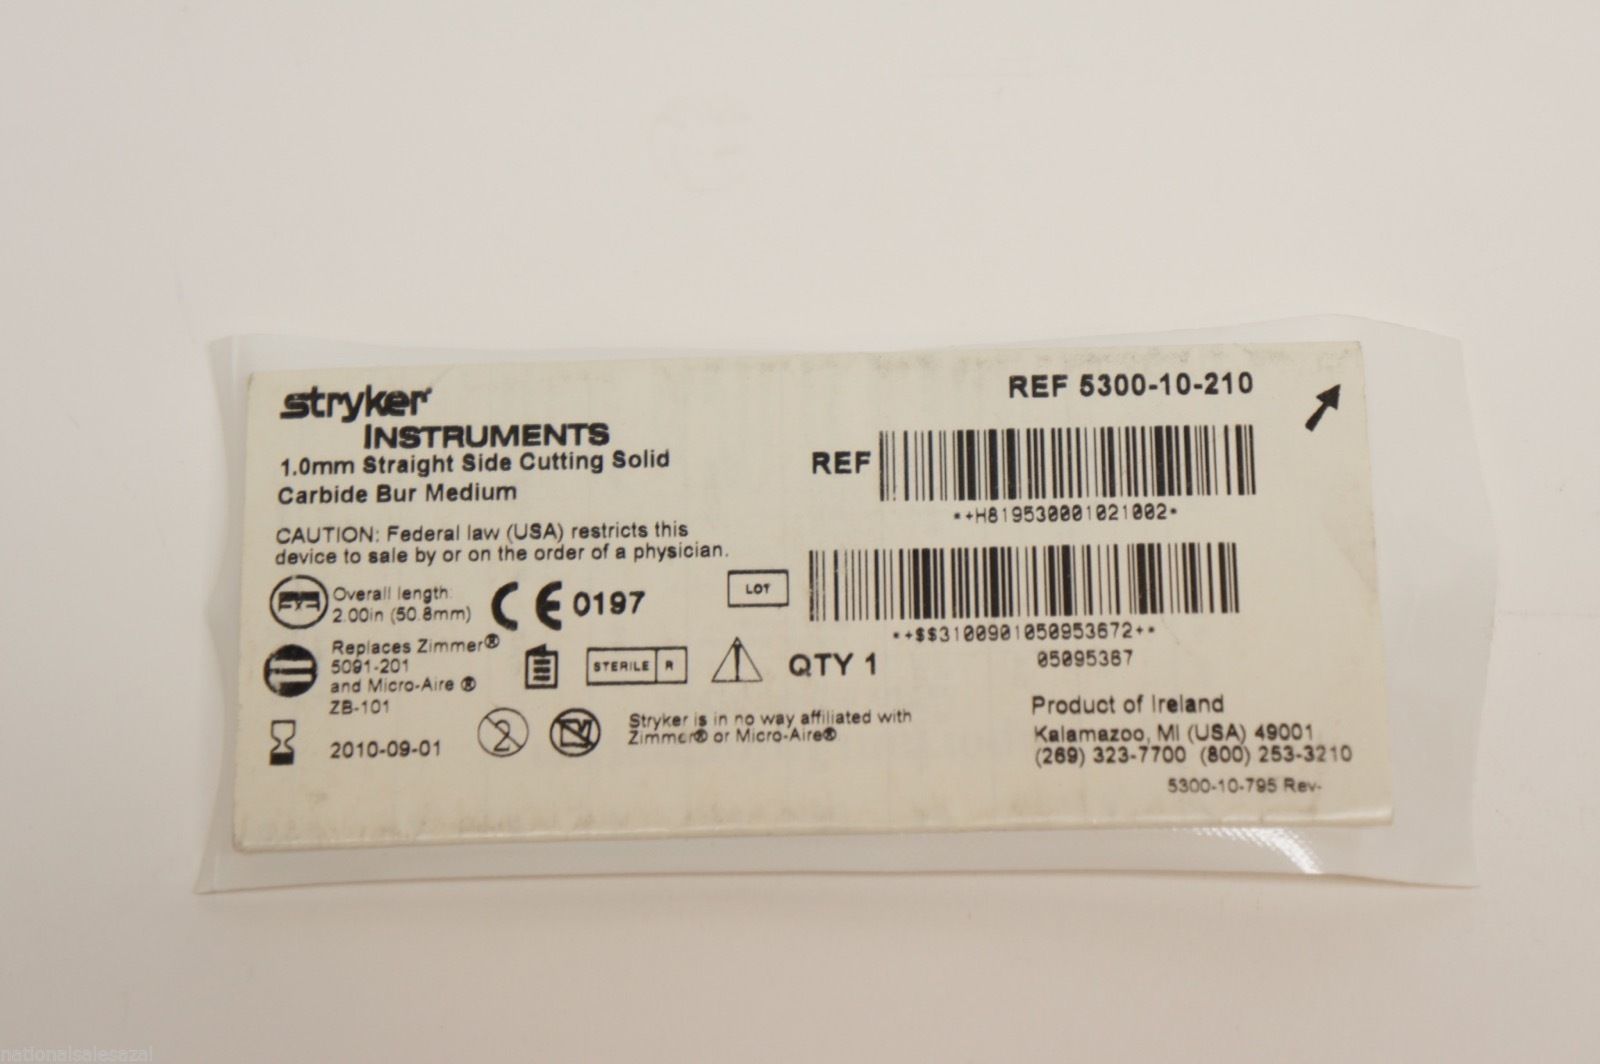 stryker
INSTRUMENTS
1.0mm Straight Side Cutting Solid
Carbide Bur Medium
CAUTION: Federal law (USA) restricts this
device to sale by or on the order of a physician.
Overall length:
2.00in (50.8mm)
CE 0197
Replaces Zimmer®
5091-201
and Micro-Aire ®
ZB-101
STERILE R
2010-09-01
2
Stryker is in no way affiliated with
Zimmer® or Micro-Aire®
REF 5300-10-210
REF
*+H819530001021002*
LOT
*+$$3100901050953672+*
05095367
QTY 1
Product of Ireland
Kalamazoo, MI (USA) 49001
(269) 323-7700 (800) 253-3210
5300-10-795 Rev-
nationalsalesazal